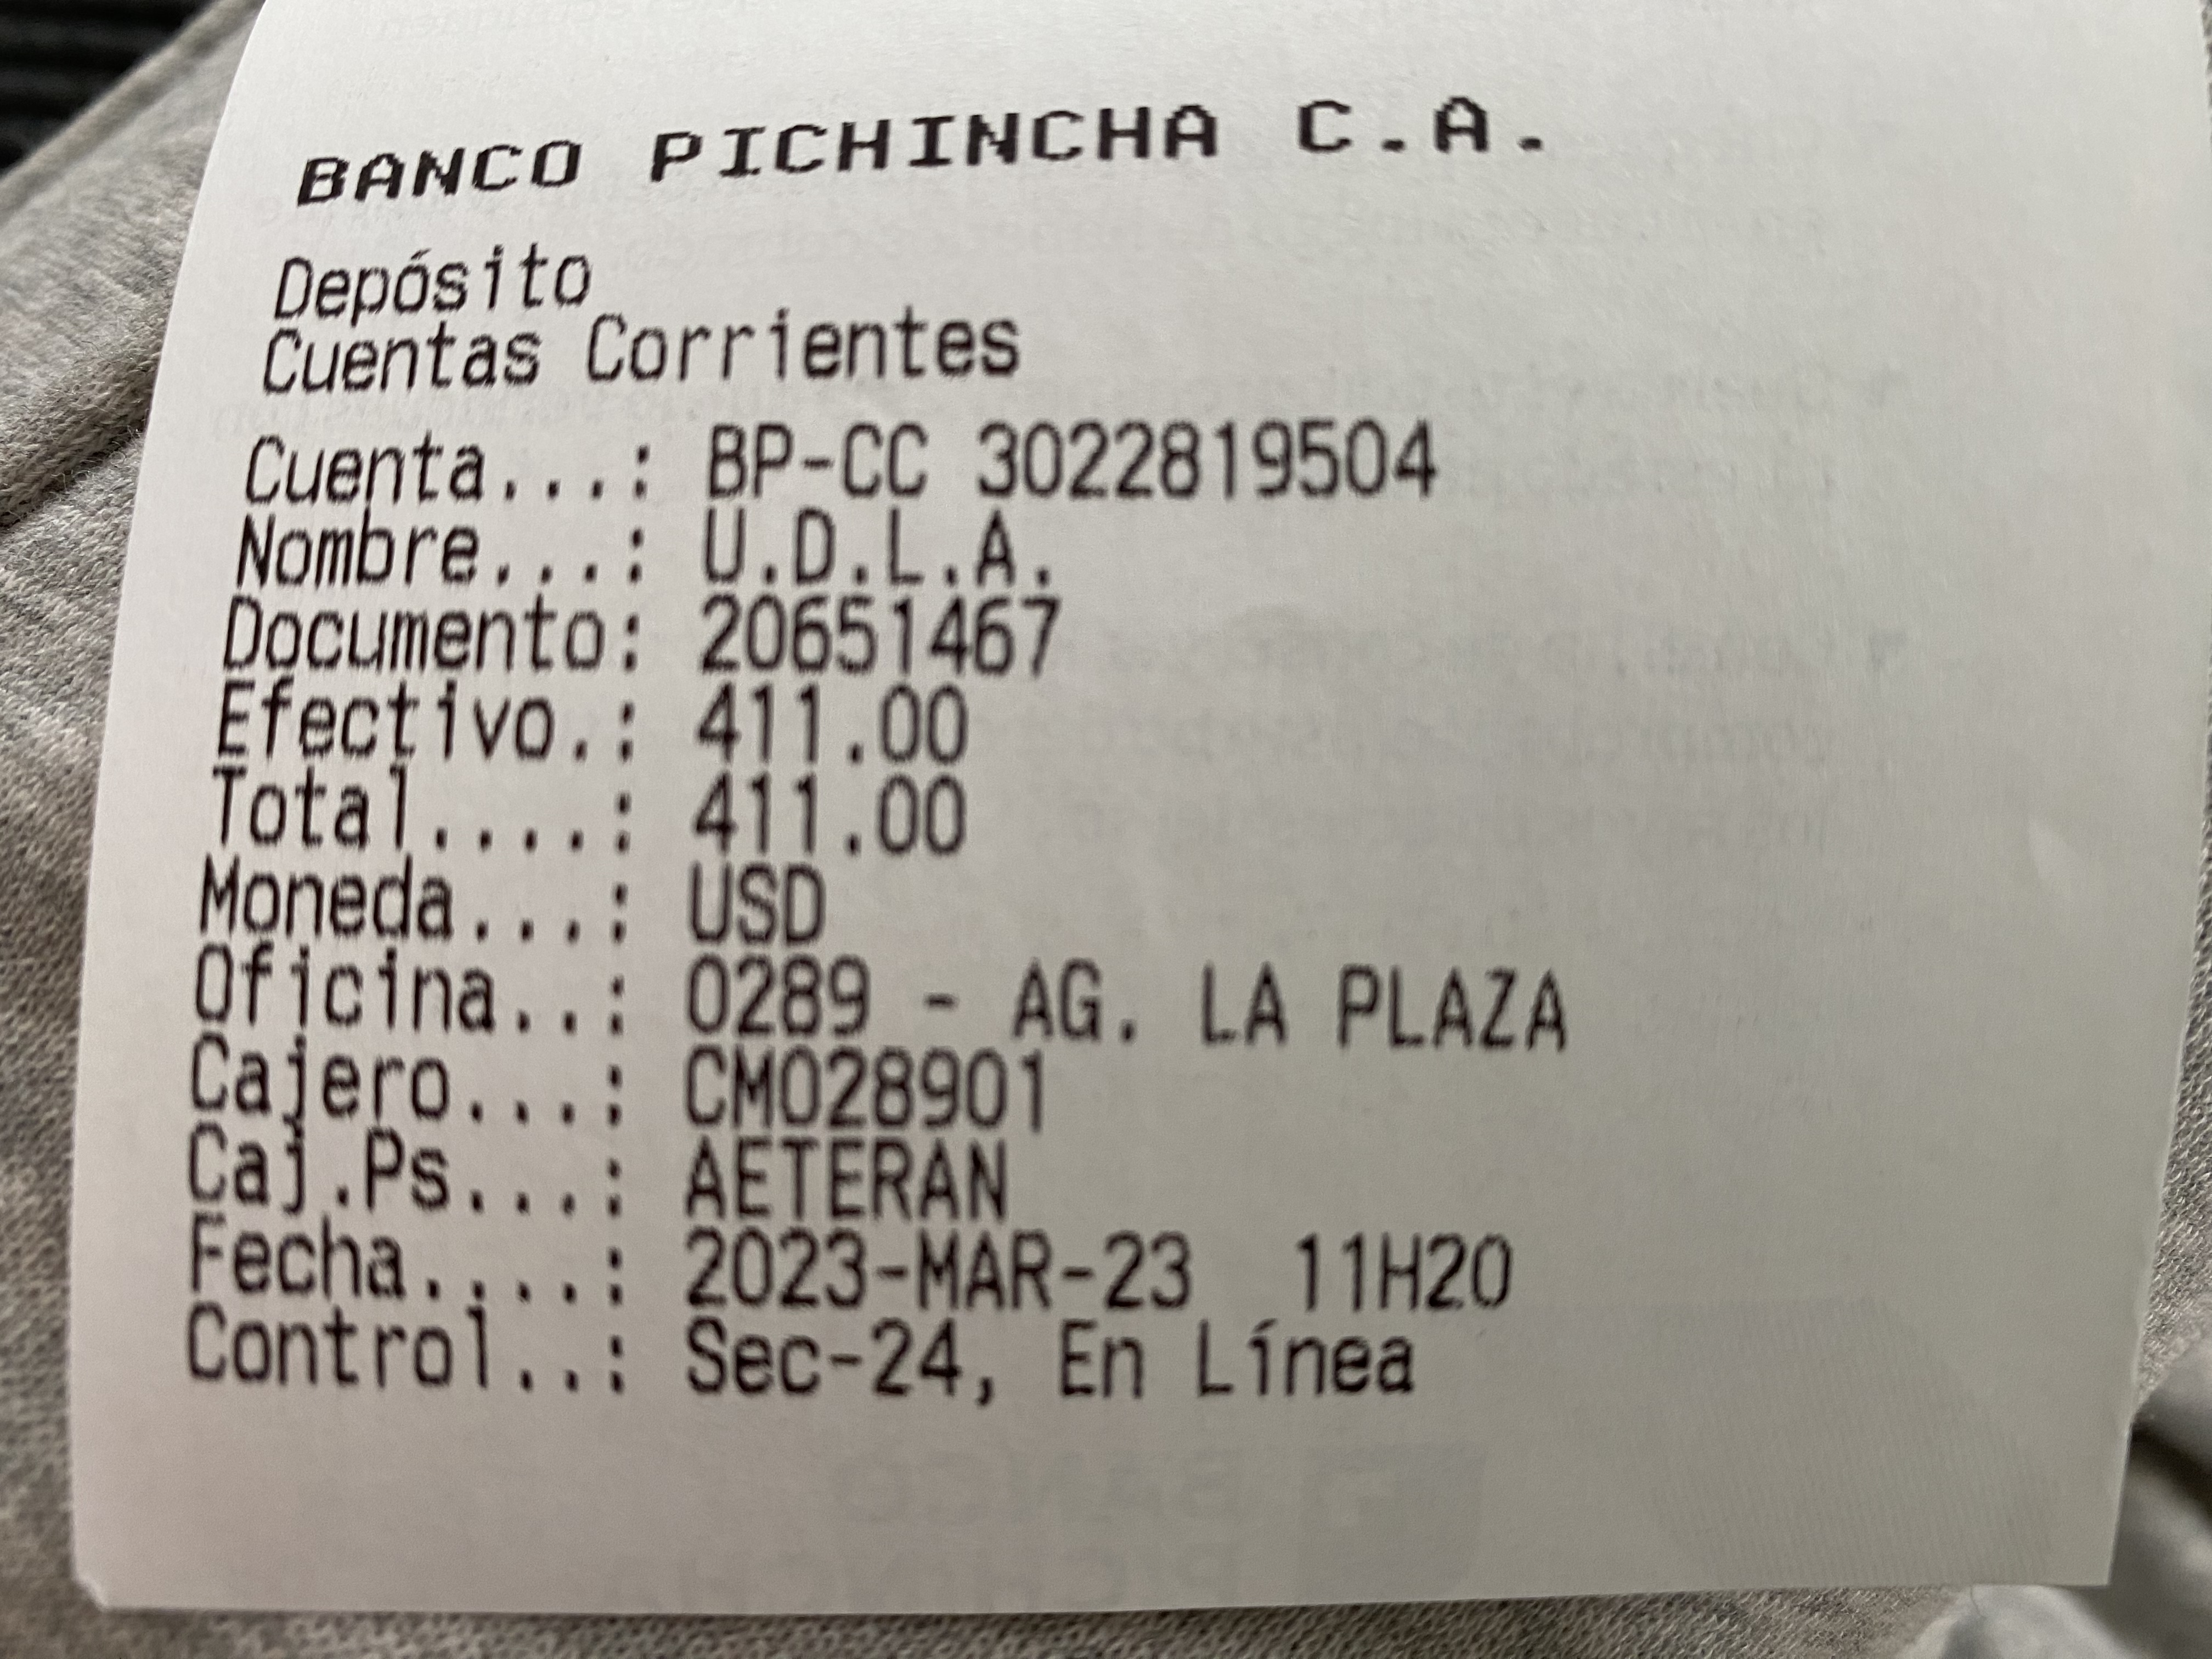 BANCO PICHINCHA C.A.
Depósito
Cuentas Corrientes
Cuenta...: BP-CC 3022819504
Nombre...: U.D.L.A.
Documento: 20651467
Efectivo.: 411.00
Total....: 411.00
Moneda...: USD
Oficina..: 0289 - AG. LA PLAZA
Cajero...: CM028901
Caj.Ps...: AETERAN
Fecha....: 2023-MAR-23  11H20
Control..: Sec-24, En Línea